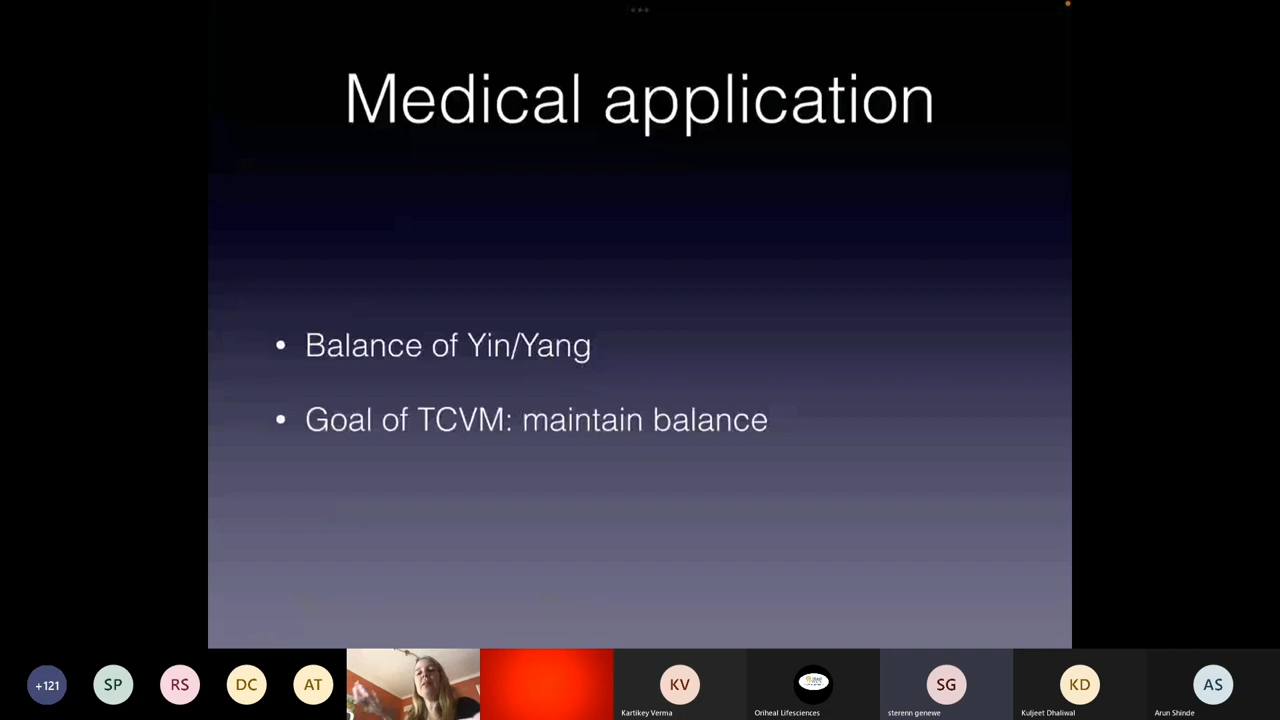 Medical application
• Balance of Yin/Yang
• Goal of TCVM: maintain balance
+121
SP
RS
DC
AT
KV
Kartikey Verma
Oriheal Lifesciences
SG
sterenn genewe
KD
Kuljeet Dhaliwal
AS
Arun Shinde